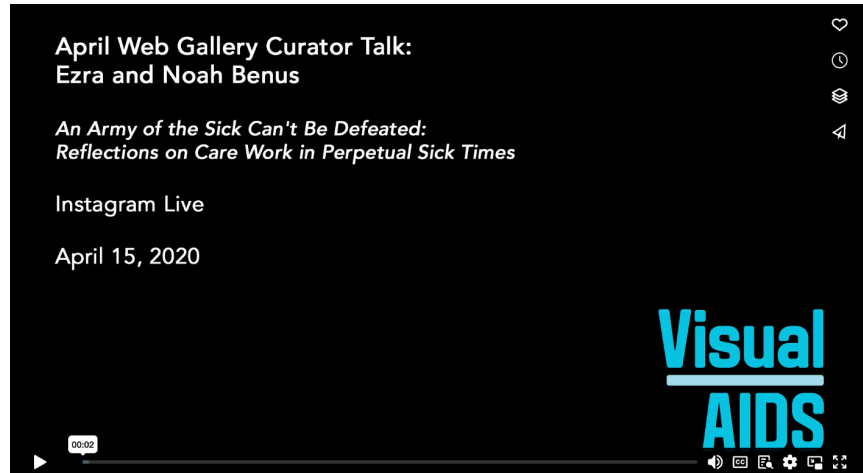 April Web Gallery Curator Talk:
Ezra and Noah Benus
An Army of the Sick Can't Be Defeated:
Reflections on Care Work in Perpetual Sick Times
Instagram Live
April 15, 2020
Visual
AIDS
00:02
CC